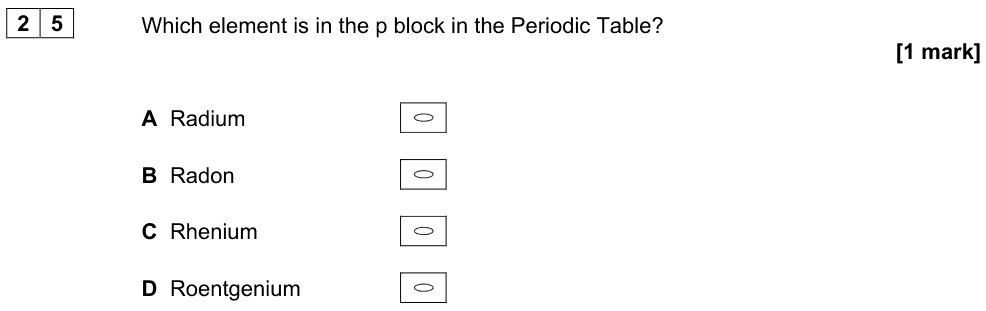 2 5 Which element is in the p block in the Periodic Table?
[1 mark]
A Radium
B Radon
C Rhenium
D Roentgenium